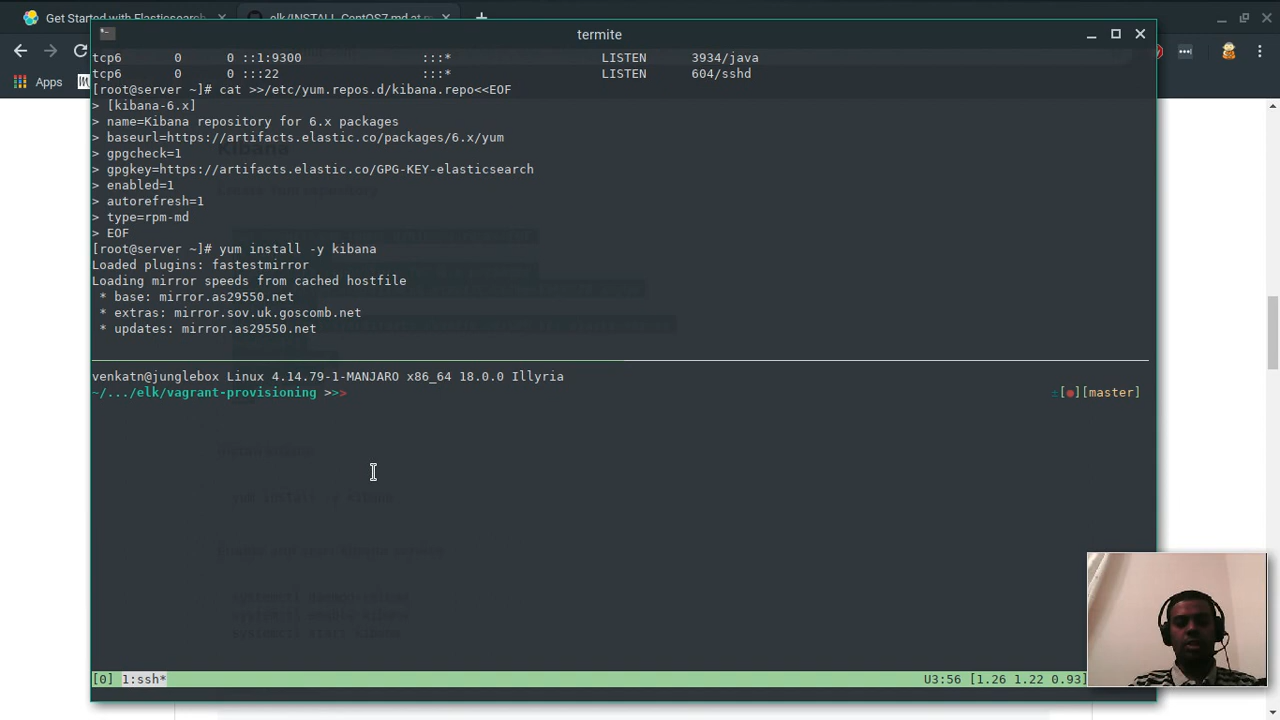 Get Started with Elasticsearch
elk/INSTALL_CentOS7.md at m
Apps
termite
tcp6 0 0 ::1:9300 :::* LISTEN 3934/java
tcp6 0 0 :::22 :::* LISTEN 604/sshd
[root@server ~]# cat >>/etc/yum.repos.d/kibana.repo<<EOF
> [kibana-6.x]
> name=Kibana repository for 6.x packages
> baseurl=https://artifacts.elastic.co/packages/6.x/yum
> gpgcheck=1
> gpgkey=https://artifacts.elastic.co/GPG-KEY-elasticsearch
> enabled=1
> autorefresh=1
> type=rpm-md
> EOF
[root@server ~]# yum install -y kibana
Loaded plugins: fastestmirror
Loading mirror speeds from cached hostfile
* base: mirror.as29550.net
* extras: mirror.sov.uk.goscomb.net
* updates: mirror.as29550.net
venkatn@junglebox Linux 4.14.79-1-MANJARO x86_64 18.0.0 Illyria
~/.../elk/vagrant-provisioning >>> ±[●][master]
[0] 1:ssh* U3:56 [1.26 1.22 0.93]